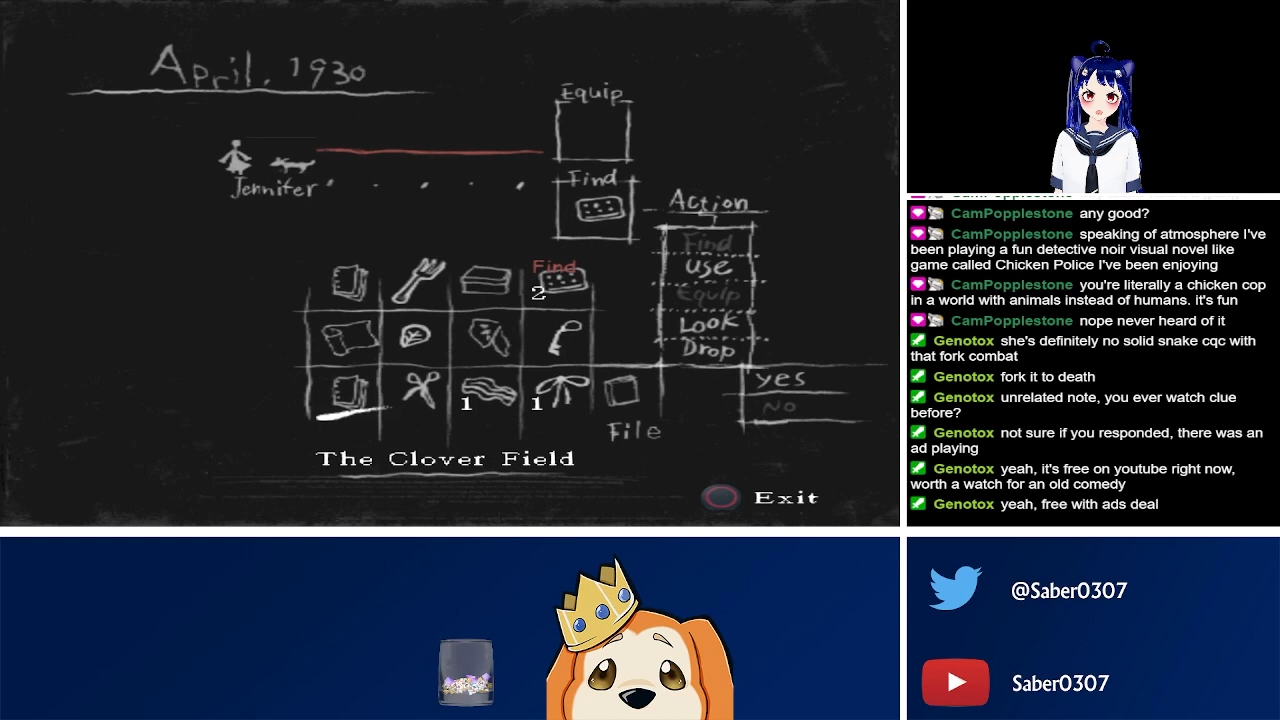 April. 1930
Equip
Jennifer
Find
Action
Find
Use
Equip
Look
Drop
Find
2
1
1
File
yes
No
The Clover Field
Exit
CamPopplestone any good?
CamPopplestone speaking of atmosphere I've
been playing a fun detective noir visual novel like
game called Chicken Police I've been enjoying
CamPopplestone you're literally a chicken cop
in a world with animals instead of humans. it's fun
CamPopplestone nope never heard of it
Genotox she's definitely no solid snake cqc with
that fork combat
Genotox fork it to death
Genotox unrelated note, you ever watch clue
before?
Genotox not sure if you responded, there was an
ad playing
Genotox yeah, it's free on youtube right now,
worth a watch for an old comedy
Genotox yeah, free with ads deal
@Saber0307
Saber0307